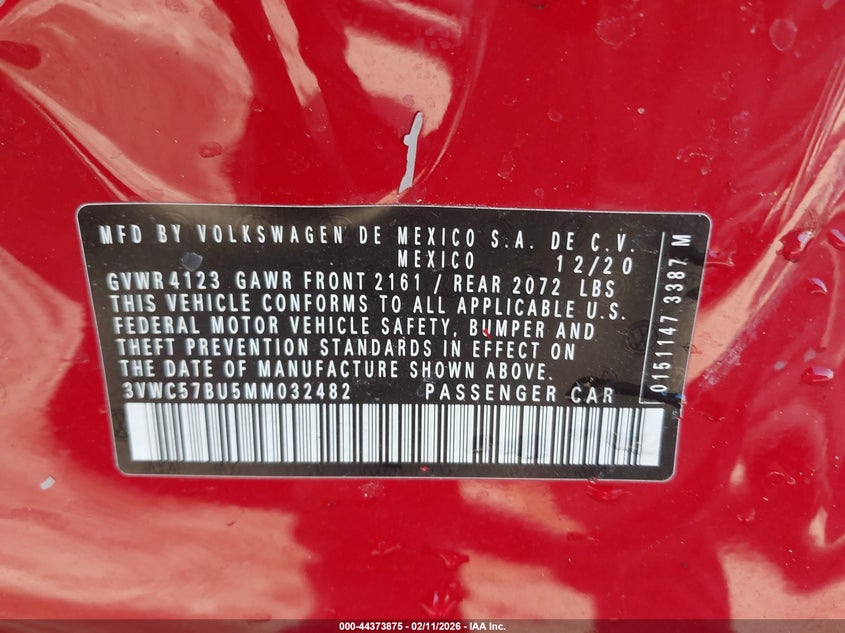 MFD BY VOLKSWAGEN DE MEXICO S.A. DE C.V.
MEXICO 12/20
GVWR 4123 GAWR FRONT 2161 / REAR 2072 LBS
THIS VEHICLE CONFORMS TO ALL APPLICABLE U.S.
FEDERAL MOTOR VEHICLE SAFETY, BUMPER AND
THEFT PREVENTION STANDARDS IN EFFECT ON
THE DATE OF MANUFACTURE SHOWN ABOVE.
3VWC57BU5MM032482 PASSENGER CAR
0151147 3387 M
000-44373875 - 02/11/2026 - IAA Inc.